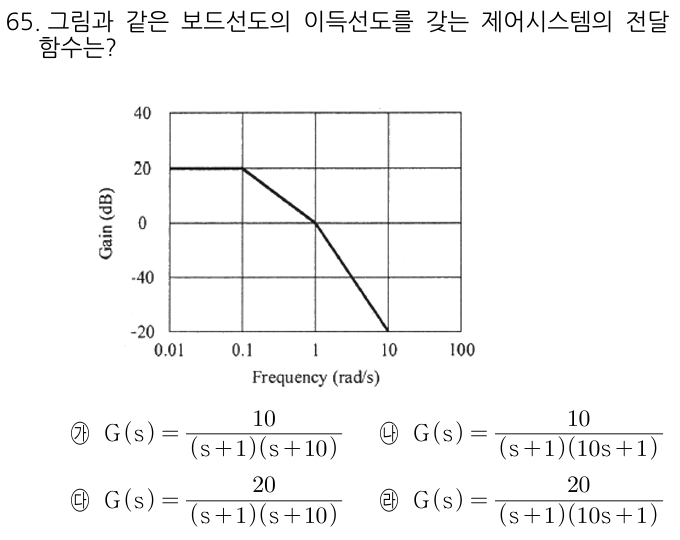 65. 그림과 같은 보드선도의 이득선도를 갖는 제어시스템의 전달
함수는?
40
20
0
-40
-20
Gain (dB)
0.01 0.1 1 10 100
Frequency (rad/s)
㉮ G(s) = 10 / (s+1)(s+10) ㉯ G(s) = 10 / (s+1)(10s+1)
㉰ G(s) = 20 / (s+1)(s+10) ㉱ G(s) = 20 / (s+1)(10s+1)